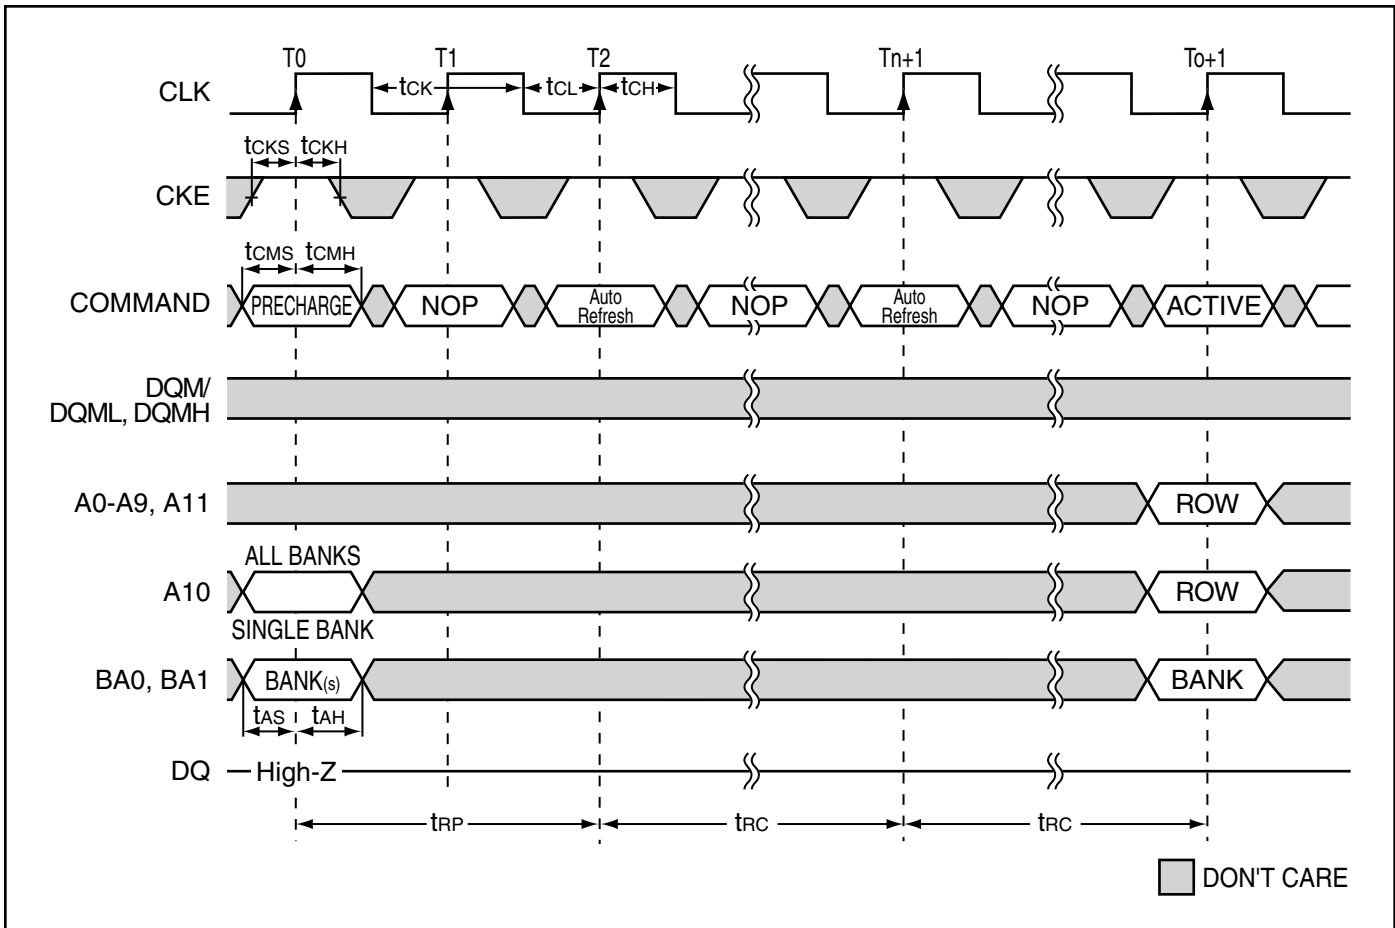 T0 T1 T2 Tn+1 To+1
CLK tCK tCL tCH
tCKS tCKH
CKE
tCMS tCMH
COMMAND PRECHARGE NOP Auto Refresh NOP Auto Refresh NOP ACTIVE
DQM/
DQML, DQMH
A0-A9, A11 ROW
ALL BANKS
A10 ROW
SINGLE BANK
BA0, BA1 BANK(s) BANK
tAS tAH
DQ High-Z
tRP tRC tRC
DON'T CARE